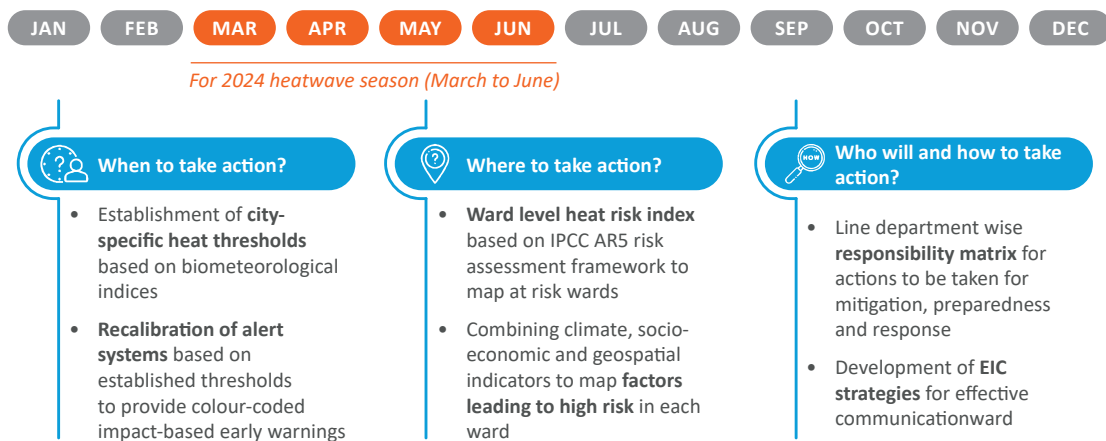 JAN FEB MAR APR MAY JUN JUL AUG SEP OCT NOV DEC
For 2024 heatwave season (March to June)
?
When to take action?
• Establishment of city-
specific heat thresholds
based on biometeorological
indices
• Recalibration of alert
systems based on
established thresholds
to provide colour-coded
impact-based early warnings
?
Where to take action?
• Ward level heat risk index
based on IPCC AR5 risk
assessment framework to
map at risk wards
• Combining climate, socio-
economic and geospatial
indicators to map factors
leading to high risk in each
ward
HOW
Who will and how to take
action?
• Line department wise
responsibility matrix for
actions to be taken for
mitigation, preparedness
and response
• Development of EIC
strategies for effective
communicationward